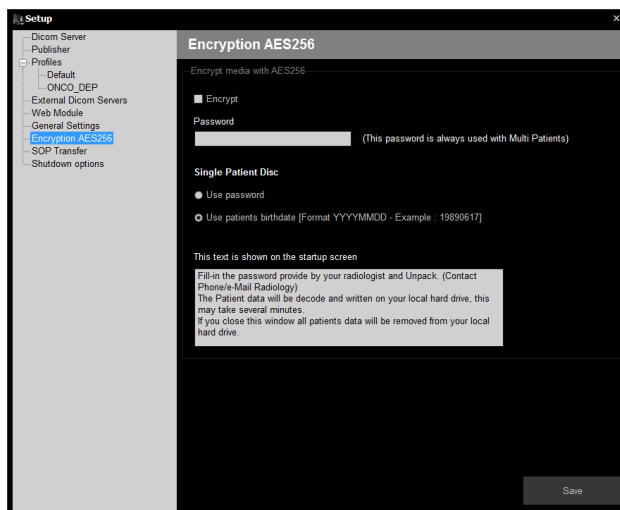 Setup
Dicom Server
Publisher
Profiles
Default
ONCO_DEP
External Dicom Servers
Web Module
General Settings
Encryption AES256
SOP Transfer
Shutdown options
Encryption AES256
Encrypt media with AES256
Encrypt
Password
(This password is always used with Multi Patients)
Single Patient Disc
Use password
Use patients birthdate [Format YYYYMMDD - Example : 19890617]
This text is shown on the startup screen
Fill-in the password provide by your radiologist and Unpack. (Contact
Phone/e-Mail Radiology)
The Patient data will be decode and written on your local hard drive, this
may take several minutes.
If you close this window all patients data will be removed from your local
hard drive.
Save